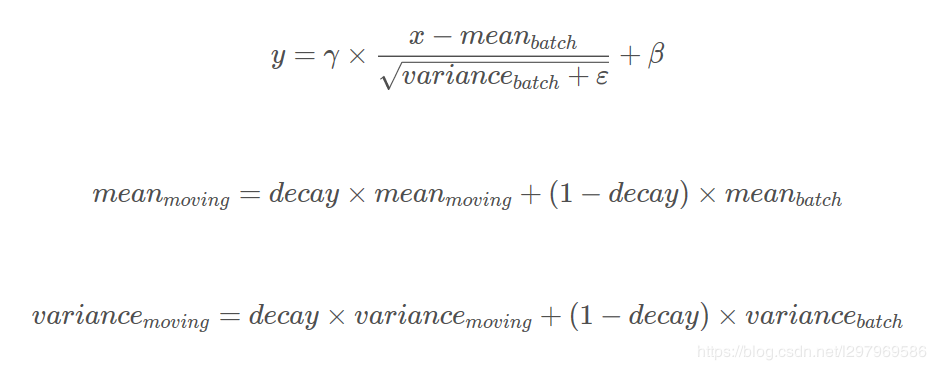 y = γ × (x − mean_batch) / √(variance_batch + ε) + β
mean_moving = decay × mean_moving + (1 − decay) × mean_batch
variance_moving = decay × variance_moving + (1 − decay) × variance_batch
https://blog.csdn.net/l297969586